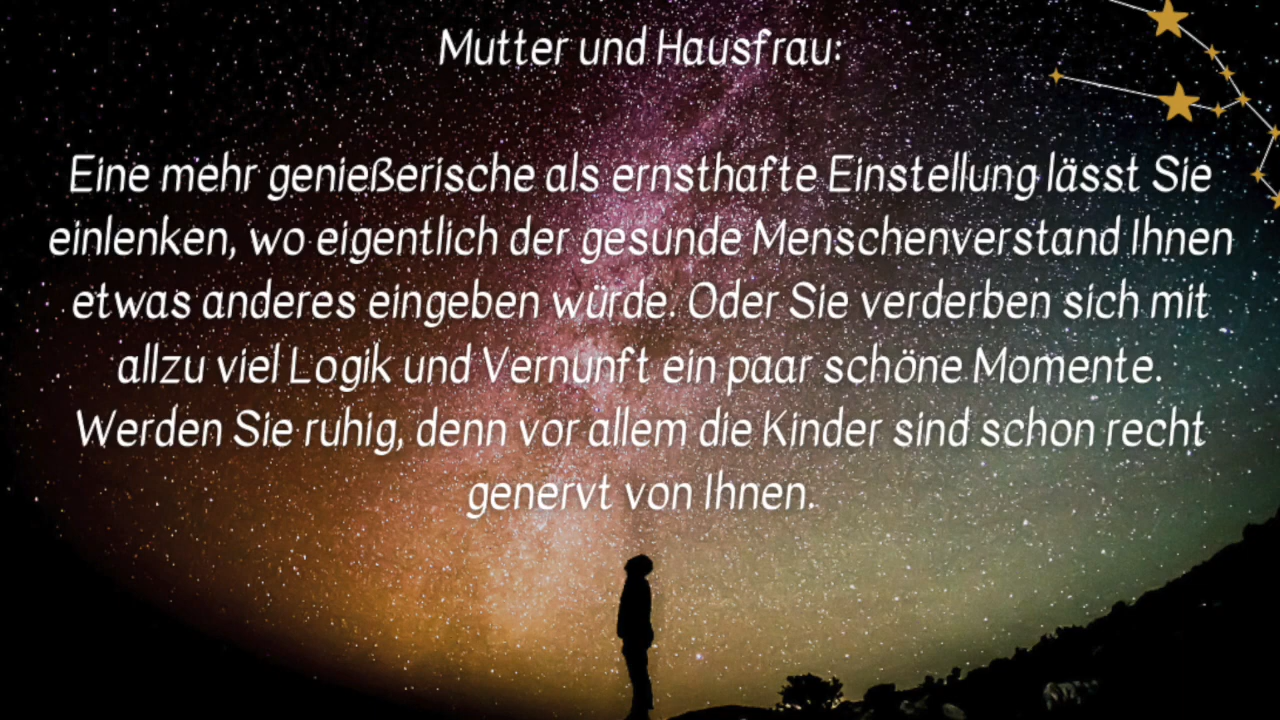 Mutter und Hausfrau:
Eine mehr genießerische als ernsthafte Einstellung lässt Sie
einlenken, wo eigentlich der gesunde Menschenverstand Ihnen
etwas anderes eingeben würde. Oder Sie verderben sich mit
allzu viel Logik und Vernunft ein paar schöne Momente.
Werden Sie ruhig, denn vor allem die Kinder sind schon recht
genervt von Ihnen.